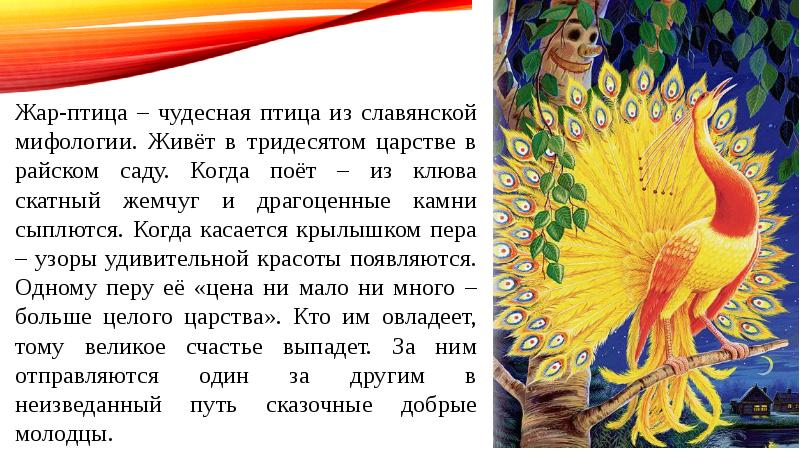 Жар-птица – чудесная птица из славянской
мифологии. Живёт в тридесятом царстве в
райском саду. Когда поёт – из клюва
скатный жемчуг и драгоценные камни
сыплются. Когда касается крылышком пера
– узоры удивительной красоты появляются.
Одному перу её «цена ни мало ни много –
больше целого царства». Кто им овладеет,
тому великое счастье выпадет. За ним
отправляются один за другим в
неизведанный путь сказочные добрые
молодцы.